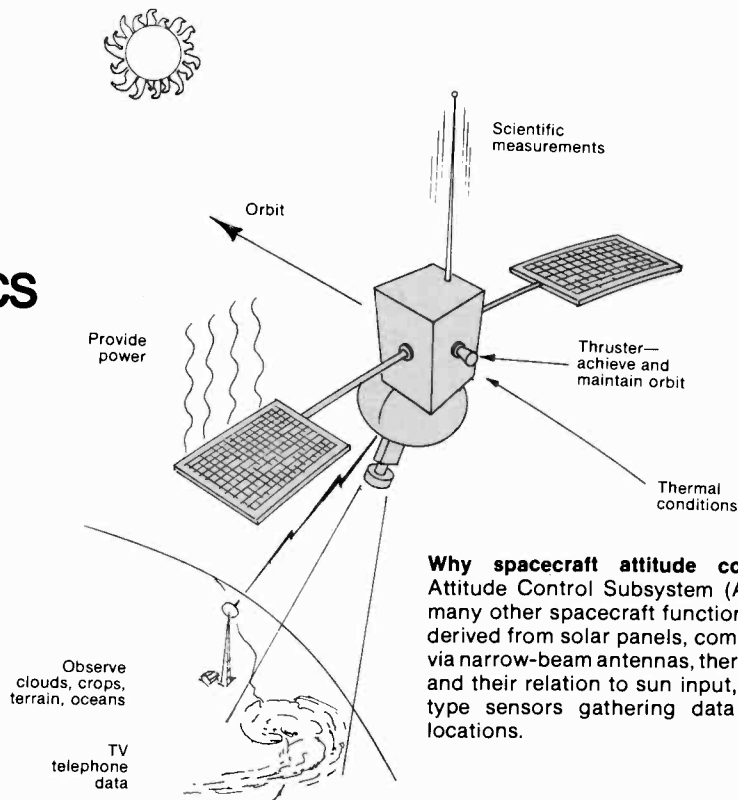 Scientific
measurements
Orbit
cs
Provide
power
Thruster—
achieve and
maintain orbit
Thermal
conditions
Why spacecraft attitude co
Attitude Control Subsystem (A
many other spacecraft function
derived from solar panels, com
via narrow-beam antennas, ther
and their relation to sun input,
type sensors gathering data
locations.
Observe
clouds, crops,
terrain, oceans
TV
telephone
data